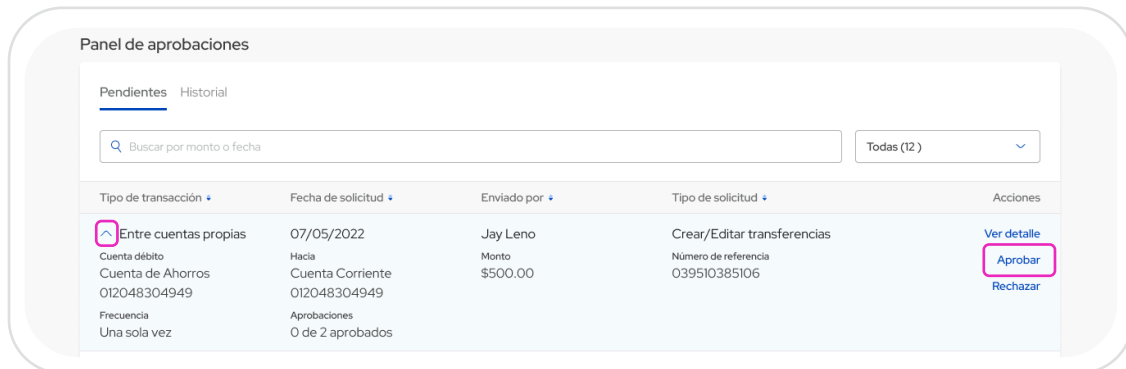 Panel de aprobaciones
Pendientes Historial
Buscar por monto o fecha
Todas (12 )
Tipo de transacción Fecha de solicitud Enviado por Tipo de solicitud Acciones
Entre cuentas propias 07/05/2022 Jay Leno Crear/Editar transferencias Ver detalle
Cuenta débito Hacia Monto Número de referencia Aprobar
Cuenta de Ahorros Cuenta Corriente $500.00 039510385106
012048304949 012048304949 Rechazar
Frecuencia Aprobaciones
Una sola vez 0 de 2 aprobados